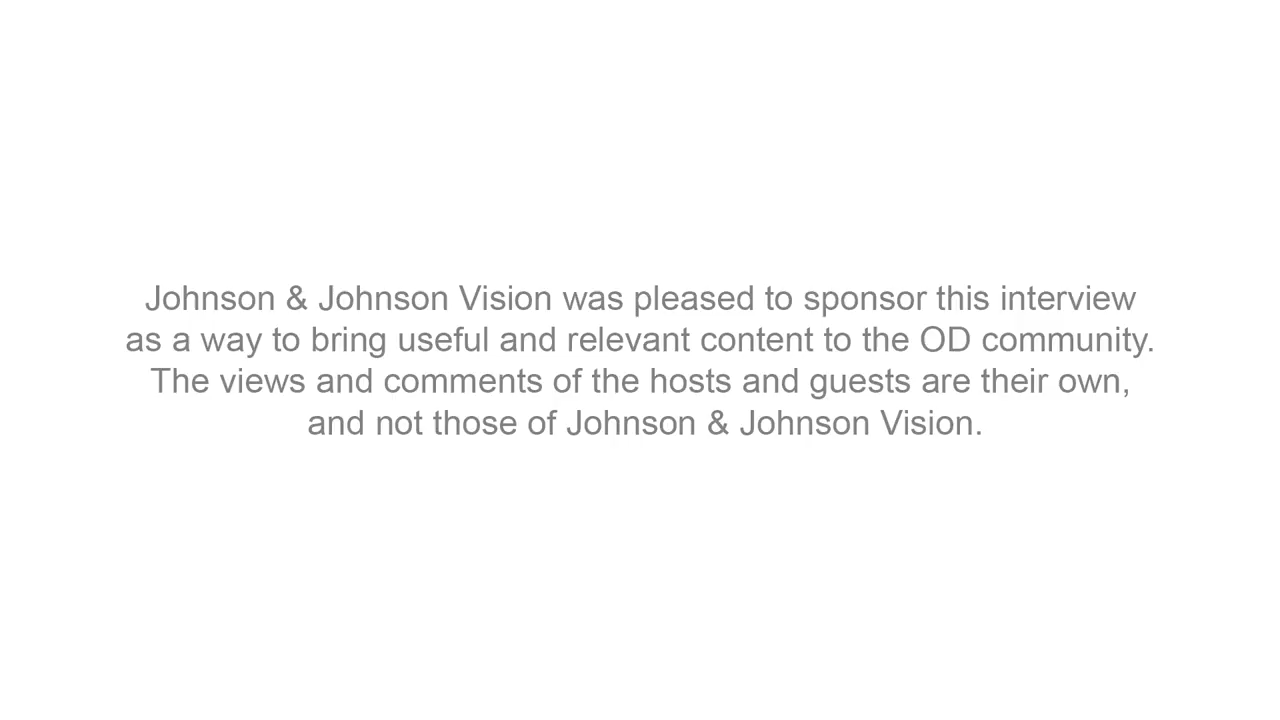 Johnson & Johnson Vision was pleased to sponsor this interview
as a way to bring useful and relevant content to the OD community.
The views and comments of the hosts and guests are their own,
and not those of Johnson & Johnson Vision.